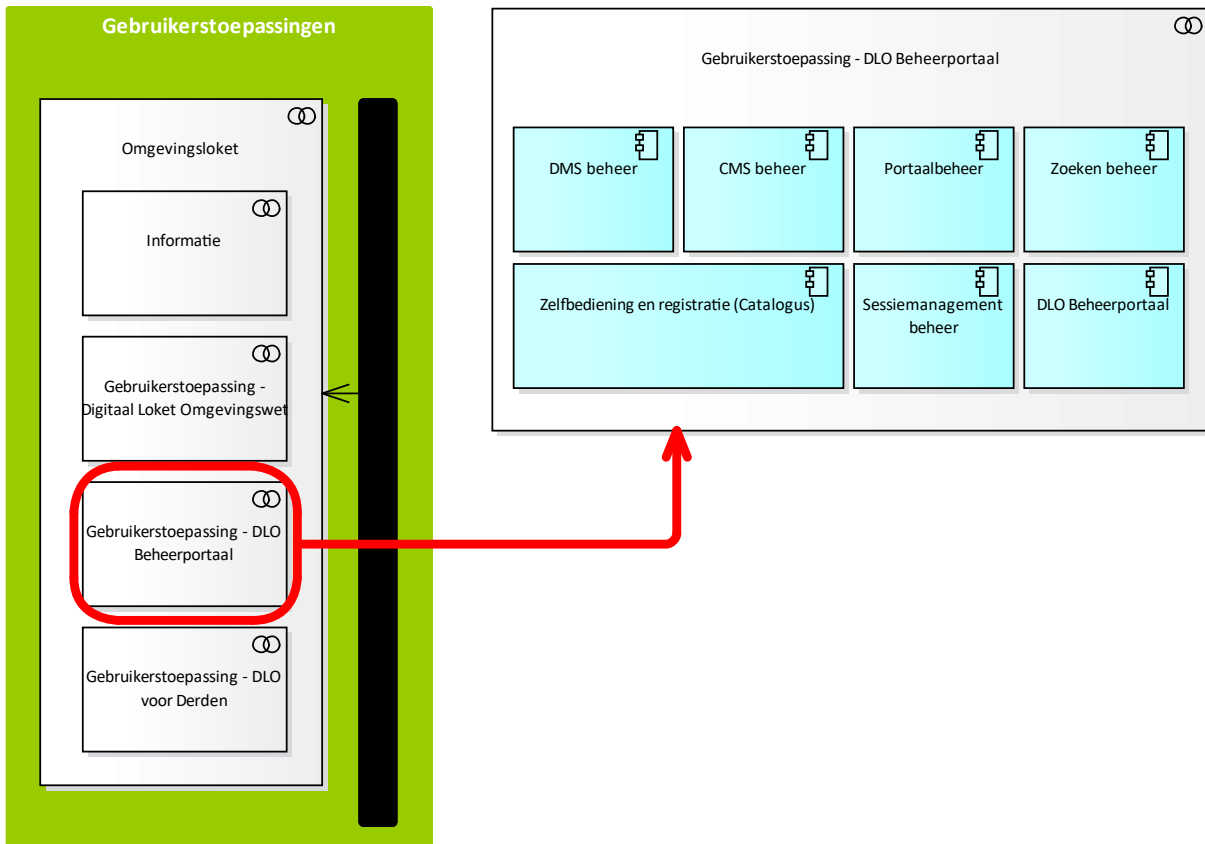 Gebruikerstoepassingen
Omgevingsloket
Informatie
Gebruikerstoepassing -
Digitaal Loket Omgevingswet
Gebruikerstoepassing - DLO
Beheerportaal
Gebruikerstoepassing - DLO
voor Derden
Gebruikerstoepassing - DLO Beheerportaal
DMS beheer
CMS beheer
Portaalbeheer
Zoeken beheer
Zelfbediening en registratie (Catalogus)
Sessiemanagement
beheer
DLO Beheerportaal